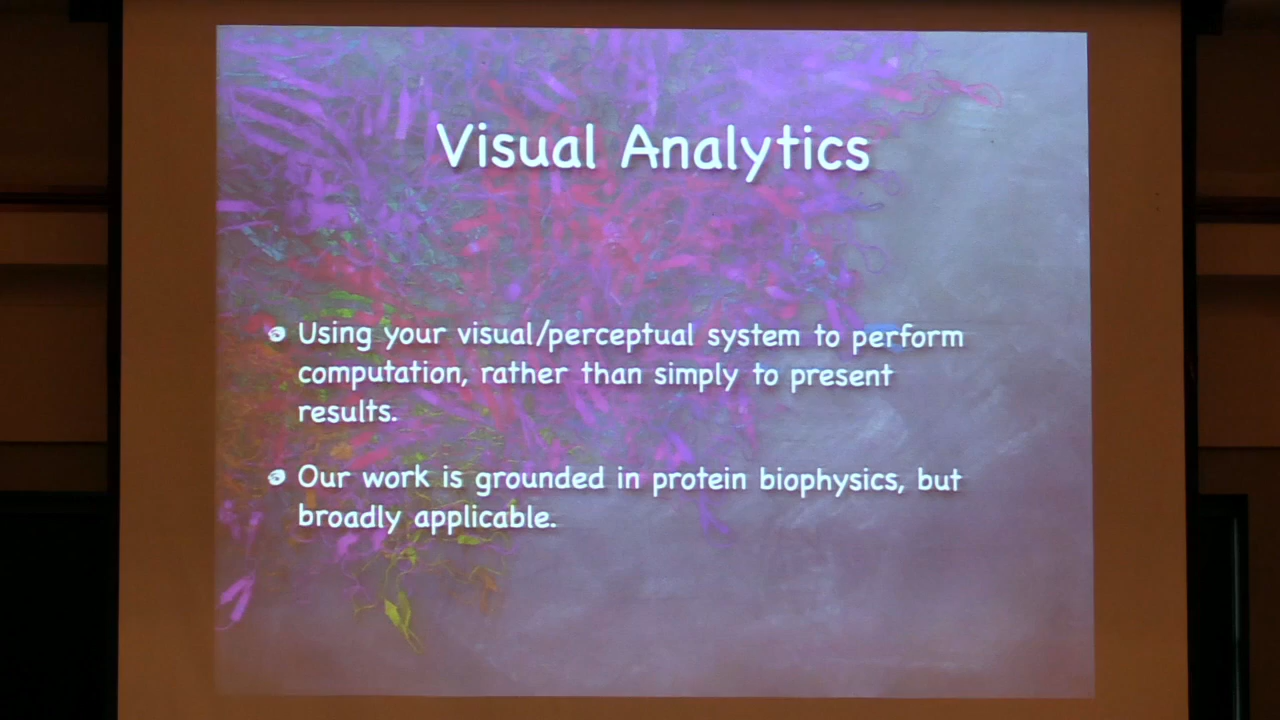 Visual Analytics
Using your visual/perceptual system to perform
computation, rather than simply to present
results.
Our work is grounded in protein biophysics, but
broadly applicable.